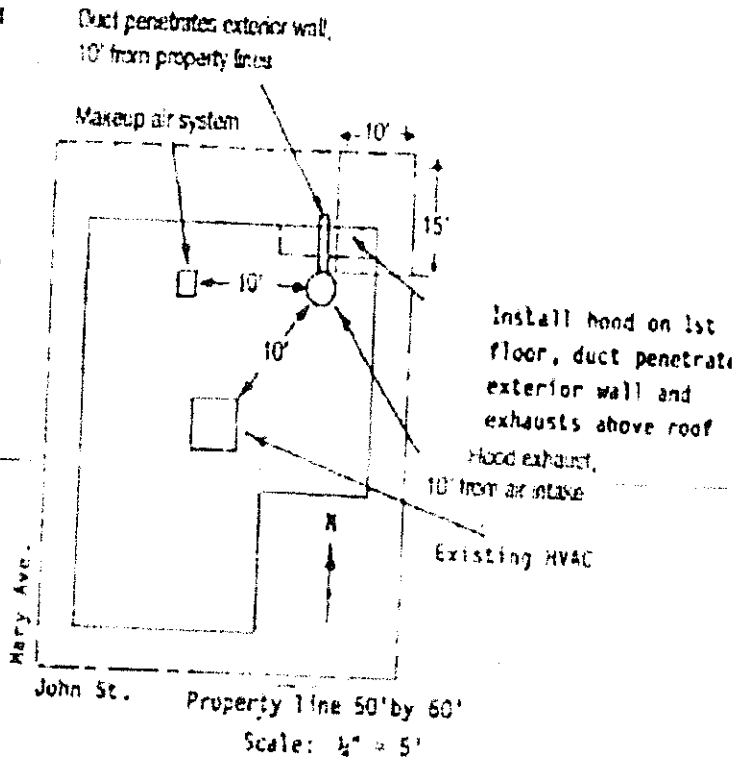 Duct penetrates exterior wall,
10' from property lines
Makeup air system
10'
15'
10'
10'
Install hood on 1st
floor, duct penetrate
exterior wall and
exhausts above roof
Hood exhaust,
10' from air intake
Existing HVAC
N
Mary Ave.
John St.
Property line 50'by 60'
Scale: ¼" = 5'